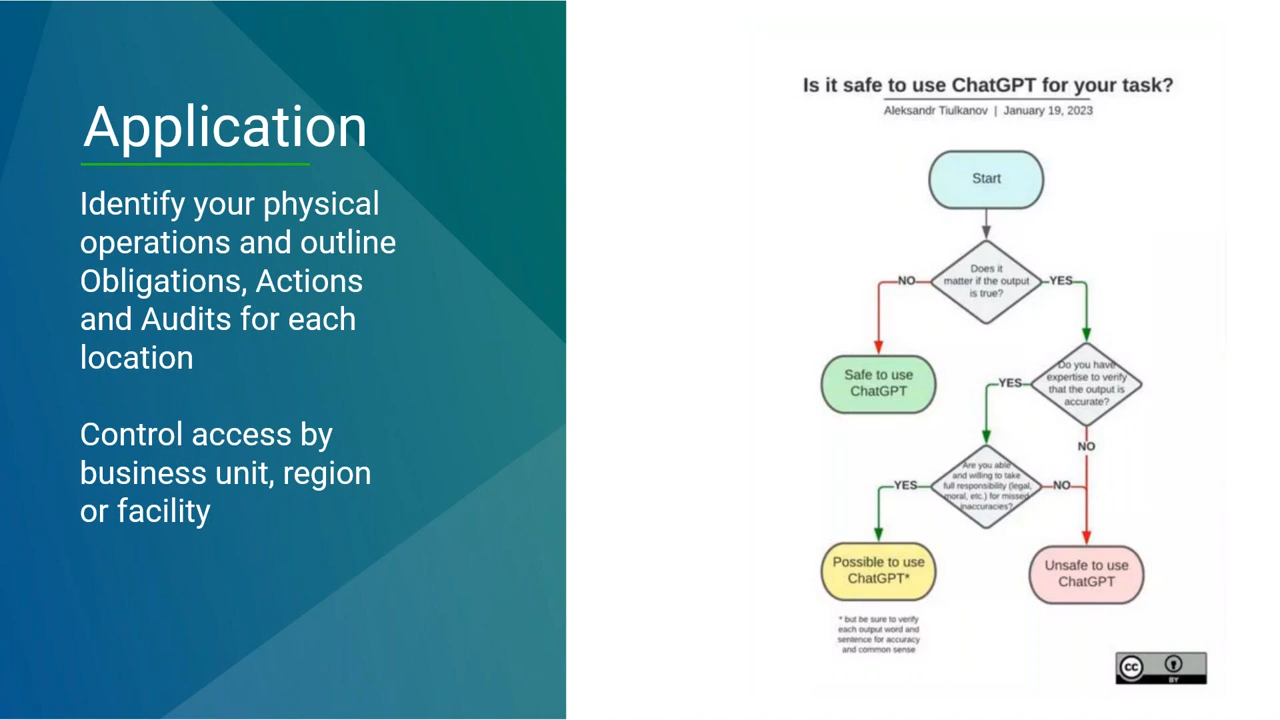 Application
Identify your physical
operations and outline
Obligations, Actions
and Audits for each
location
Control access by
business unit, region
or facility
Is it safe to use ChatGPT for your task?
Aleksandr Tiulkanov | January 19, 2023
Start
Does it
matter if the output
is true?
NO
YES
Safe to use
ChatGPT
Do you have
expertise to verify
that the output is
accurate?
YES
NO
Are you able
and willing to take
full responsibility (legal,
moral, etc.) for missed
inaccuracies?
YES
NO
Possible to use
ChatGPT*
Unsafe to use
ChatGPT
* but be sure to verify
each output word and
sentence for accuracy
and common sense
cc
BY